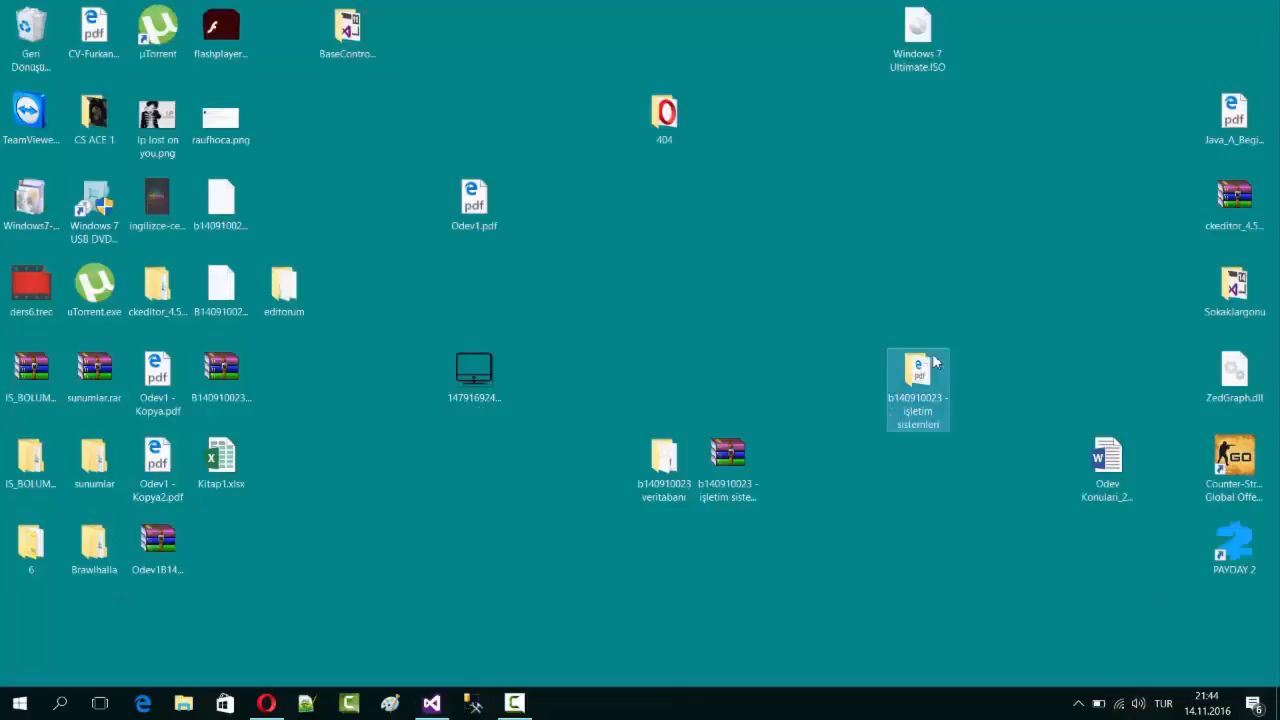 Geri
Dönüşü...
CV-Furkan...
µTorrent
flashplayer...
BaseContro...
Windows 7
Ultimate.ISO
TeamViewe...
CS ACE 1
lp lost on
you.png
raufhoca.png
404
Java_A_Begi...
Windows7-...
Windows 7
USB DVD...
ingilizce-ce...
b14091002...
Odev1.pdf
ckeditor_4.5...
ders6.trec
uTorrent.exe
ckeditor_4.5...
B14091002...
editorum
Sokaklargonu
IS_BOLUM...
sunumlar.rar
Odev1 -
Kopya.pdf
B140910023...
147916924...
b140910023 -
işletim
sistemleri
ZedGraph.dll
IS_BOLUM...
sunumlar
Odev1 -
Kopya2.pdf
Kitap1.xlsx
b140910023
veritabanı
b140910023 -
işletim siste...
Odev
Konulari_2...
Counter-Str...
Global Offe...
6
Brawlhalla
Odev1B14...
PAYDAY 2
TUR
21:44
14.11.2016
6